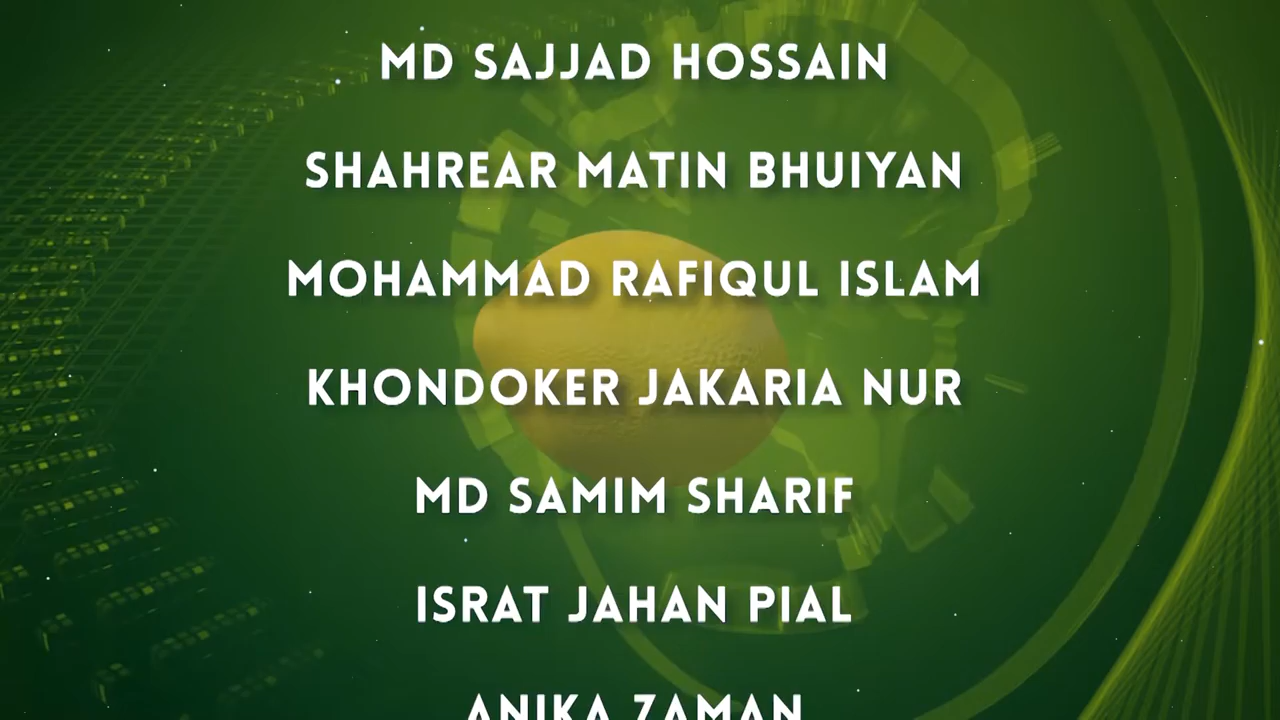 MD SAJJAD HOSSAIN
SHAHREAR MATIN BHUIYAN
MOHAMMAD RAFIQUL ISLAM
KHONDOKER JAKARIA NUR
MD SAMIM SHARIF
ISRAT JAHAN PIAL
ANIKA ZAMAN